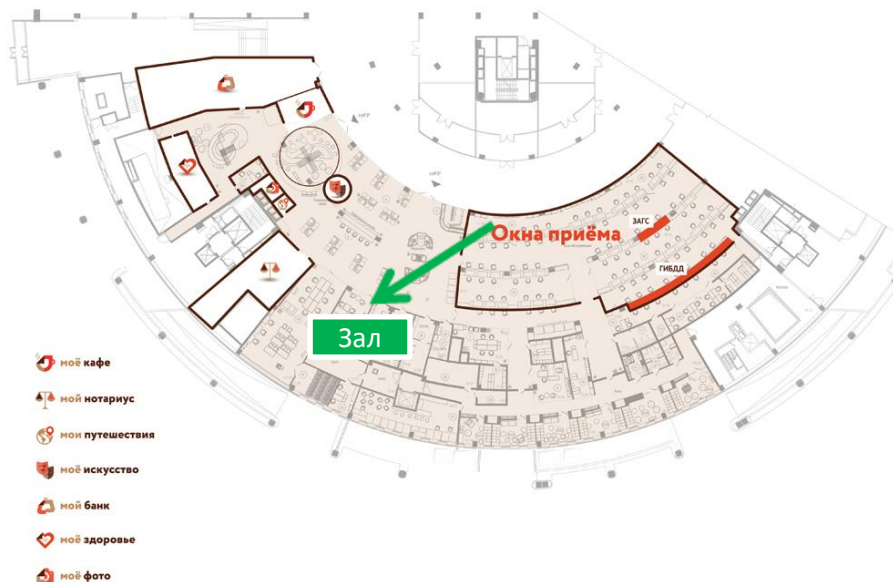 ЗАГС
Окна приёма
ГИБДД
Зал
моё кафе
мой нотариус
мои путешествия
моё искусство
мой банк
моё здоровье
моё фото